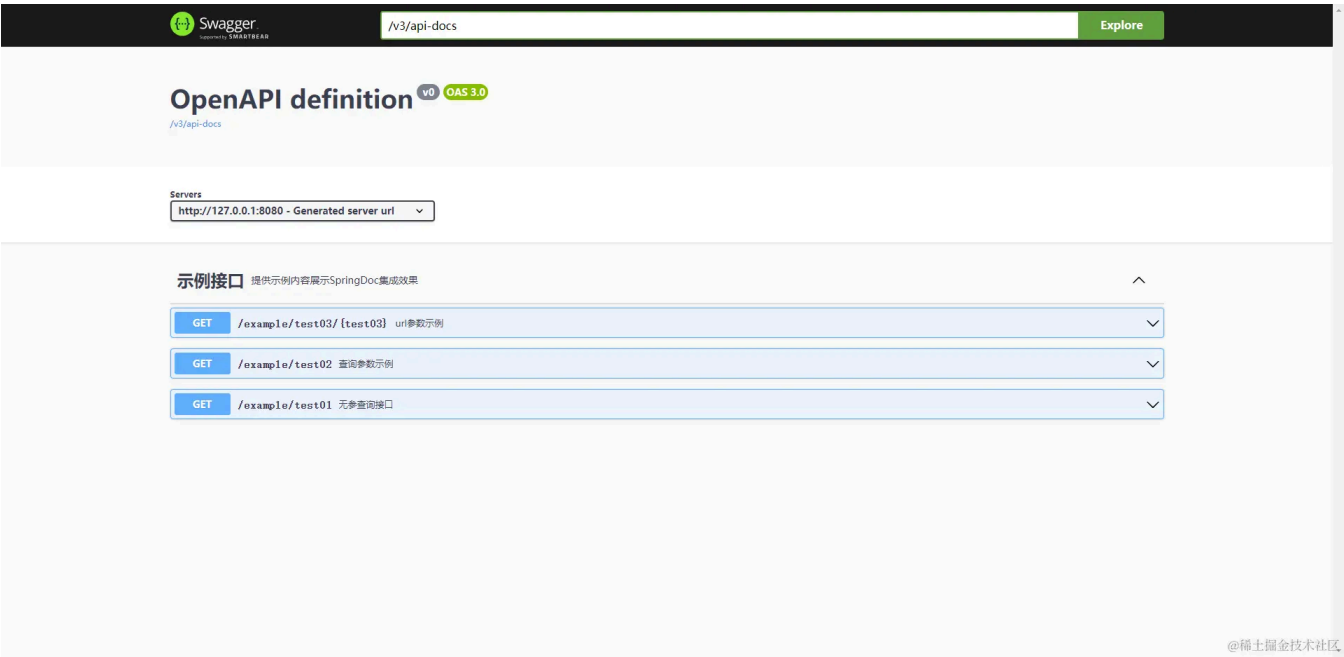 Swagger.
Supported by SMARTBEAR
/v3/api-docs
Explore
OpenAPI definition v0 OAS 3.0
/v3/api-docs
Servers
http://127.0.0.1:8080 - Generated server url
示例接口 提供示例内容展示SpringDoc集成效果
GET /example/test03/{test03} url参数示例
GET /example/test02 查询参数示例
GET /example/test01 无参查询接口
@稀土掘金技术社区